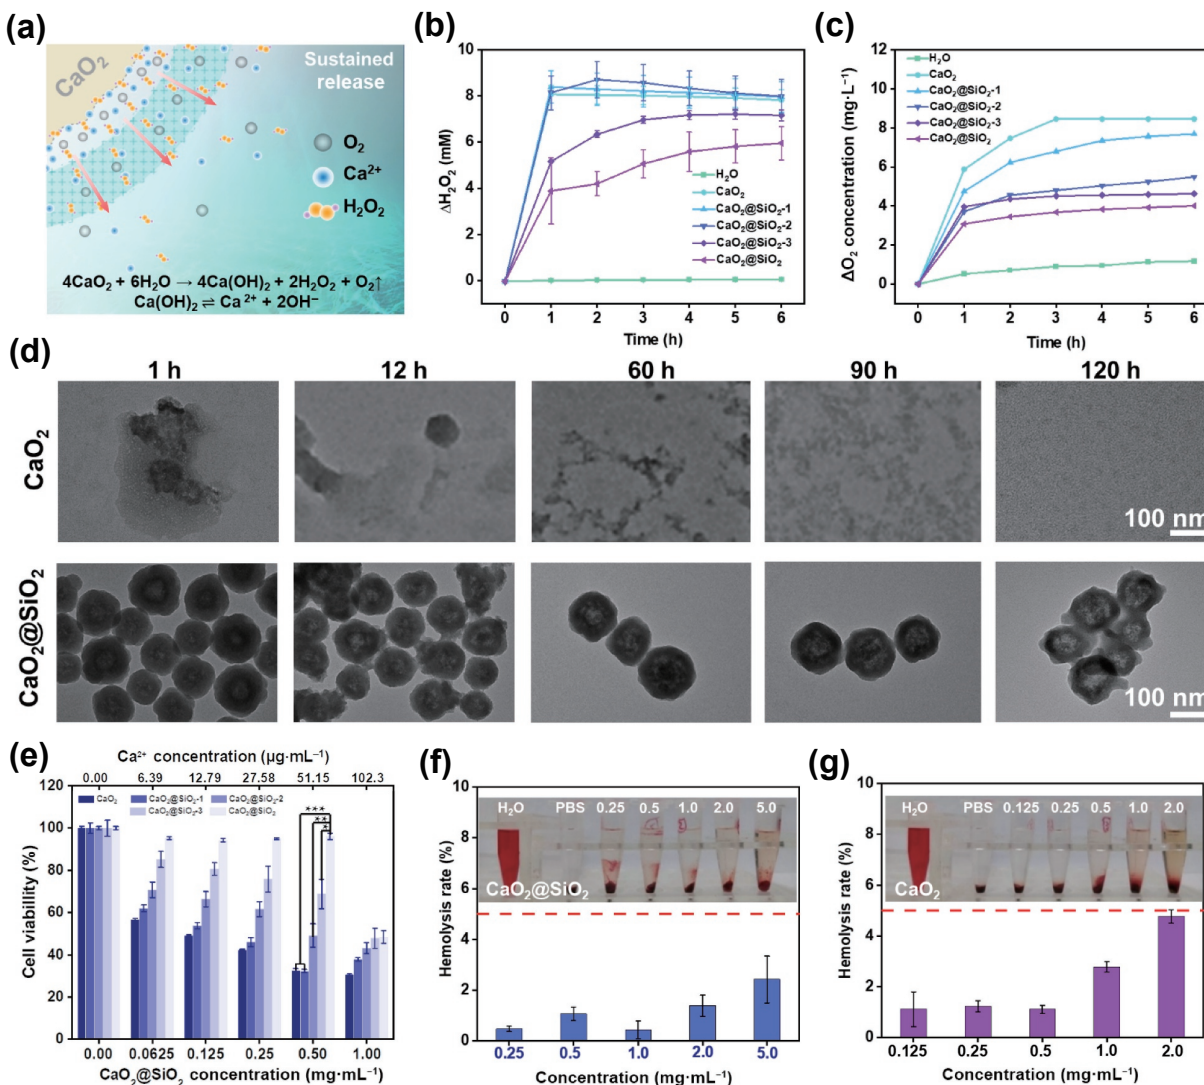 (a)
CaO₂
Sustained
release
O₂
Ca²⁺
H₂O₂
4CaO₂ + 6H₂O → 4Ca(OH)₂ + 2H₂O₂ + O₂↑
Ca(OH)₂ ⇌ Ca²⁺ + 2OH⁻
(b)
ΔH₂O₂ (mM)
10
8
6
4
2
0
H₂O
CaO₂
CaO₂@SiO₂-1
CaO₂@SiO₂-2
CaO₂@SiO₂-3
CaO₂@SiO₂
0 1 2 3 4 5 6
Time (h)
(c)
ΔO₂ concentration (mg·L⁻¹)
12
10
8
6
4
2
0
H₂O
CaO₂
CaO₂@SiO₂-1
CaO₂@SiO₂-2
CaO₂@SiO₂-3
CaO₂@SiO₂
0 1 2 3 4 5 6
Time (h)
(d)
1 h 12 h 60 h 90 h 120 h
CaO₂
100 nm
CaO₂@SiO₂
100 nm
(e)
Ca²⁺ concentration (μg·mL⁻¹)
0.00 6.39 12.79 27.58 51.15 102.3
Cell viabillity (%)
120
100
80
60
40
20
0
CaO₂ CaO₂@SiO₂-1 CaO₂@SiO₂-2
CaO₂@SiO₂-3 CaO₂@SiO₂
***
**
*
0.00 0.0625 0.125 0.25 0.50 1.00
CaO₂@SiO₂ concentration (mg·mL⁻¹)
(f)
Hemolysis rate (%)
10
8
6
4
2
0
H₂O PBS 0.25 0.5 1.0 2.0 5.0
CaO₂@SiO₂
0.25 0.5 1.0 2.0 5.0
Concentration (mg·mL⁻¹)
(g)
Hemolysis rate (%)
10
8
6
4
2
0
H₂O PBS 0.125 0.25 0.5 1.0 2.0
CaO₂
0.125 0.25 0.5 1.0 2.0
Concentration (mg·mL⁻¹)